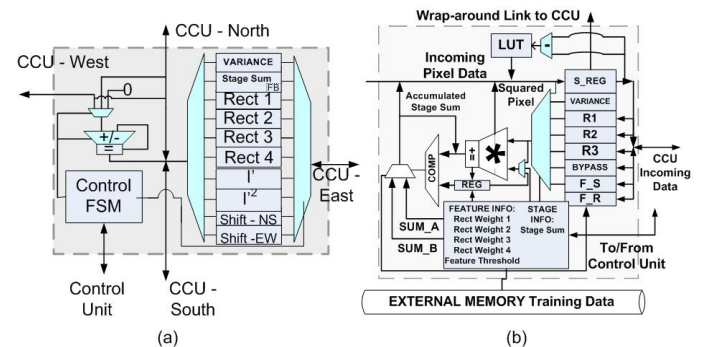 CCU - North
CCU - West
0
+/-
=
Control
FSM
Control
Unit
CCU -
South
VARIANCE
Stage Sum
FB
Rect 1
Rect 2
Rect 3
Rect 4
I'
I'²
Shift - NS
Shift -EW
CCU -
East
(a)
Wrap-around Link to CCU
LUT
-
Incoming
Pixel Data
Squared
Pixel
Accumulated
Stage Sum
COMP
+
=
*
REG
S_REG
VARIANCE
R1
R2
R3
BYPASS
F_S
F_R
CCU
Incoming
Data
SUM_A
SUM_B
FEATURE INFO:
Rect Weight 1
Rect Weight 2
Rect Weight 3
Rect Weight 4
Feature Threshold
STAGE
INFO:
Stage Sum
To/From
Control Unit
EXTERNAL MEMORY Training Data
(b)